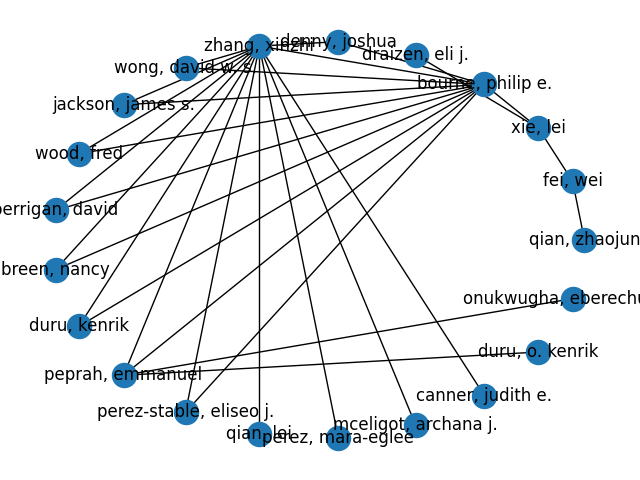 zhang, xinzhi
denny, joshua
draizen, eli j.
wong, david w. s.
bourne, philip e.
jackson, james s.
xie, lei
wood, fred
fei, wei
berrigan, david
qian, zhaojun
breen, nancy
onukwugha, eberechu
duru, kenrik
duru, o. kenrik
peprah, emmanuel
canner, judith e.
perez-stable, eliseo j.
mceligot, archana j.
qian, lei
perez, mara-eglee